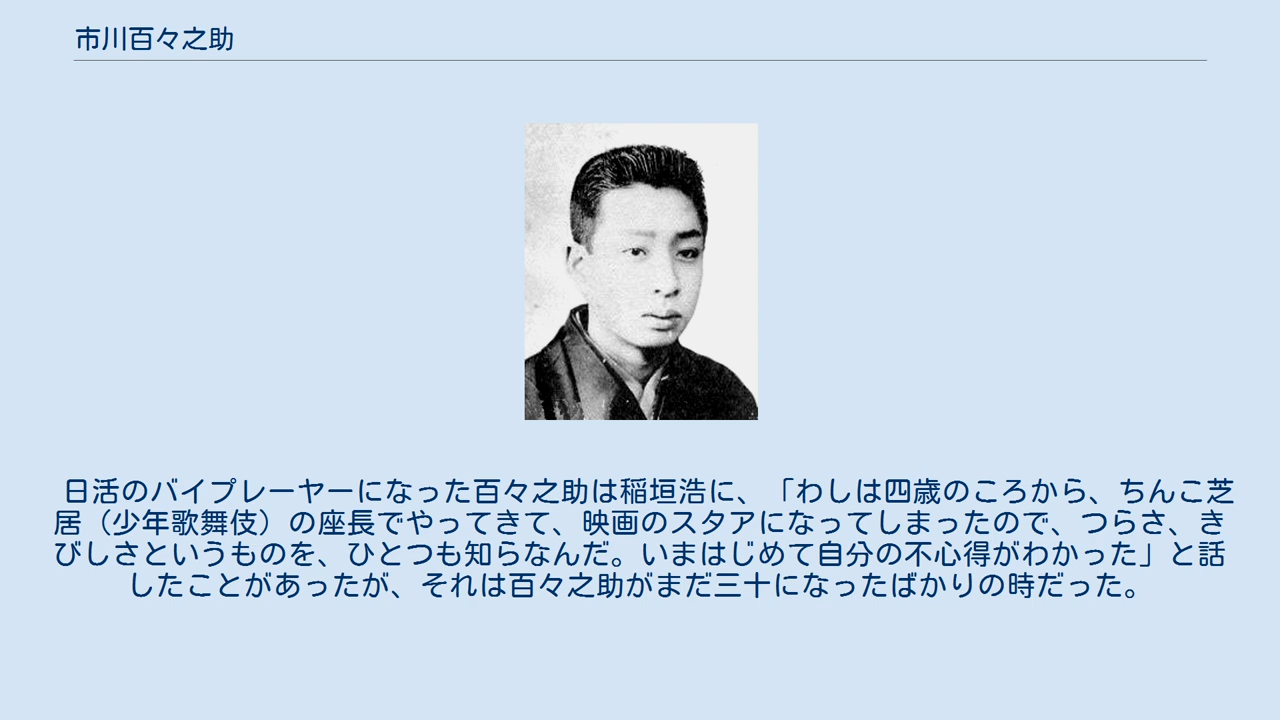 市川百々之助
日活のバイプレーヤーになった百々之助は稲垣浩に、「わしは四歳のころから、ちんこ芝
居（少年歌舞伎）の座長でやってきて、映画のスタアになってしまったので、つらさ、き
びしさというものを、ひとつも知らなんだ。いまはじめて自分の不心得がわかった」と話
したことがあったが、それは百々之助がまだ三十になったばかりの時だった。